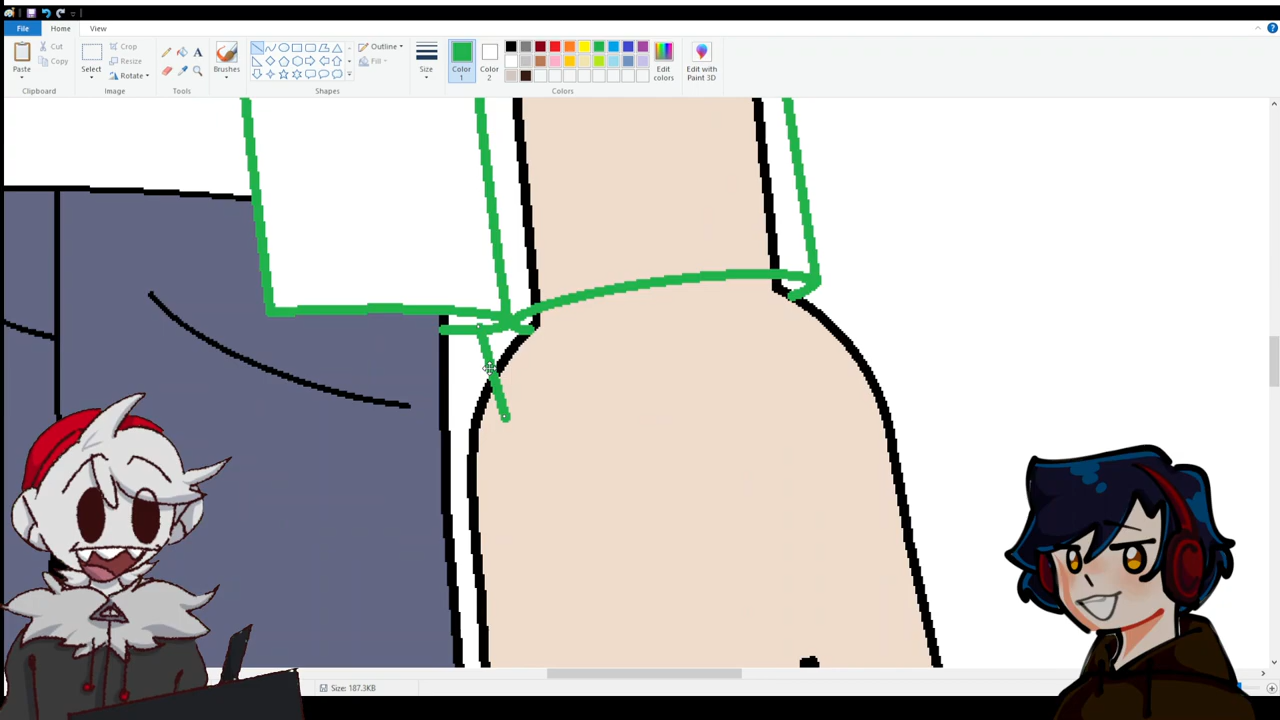 File
Home
View
Cut
Copy
Paste
Clipboard
Crop
Resize
Rotate
Select
Image
A
Tools
Brushes
Outline
Fill
Shapes
Size
Color
1
Color
2
Edit
colors
Colors
Edit with
Paint 3D
Size: 187.3KB